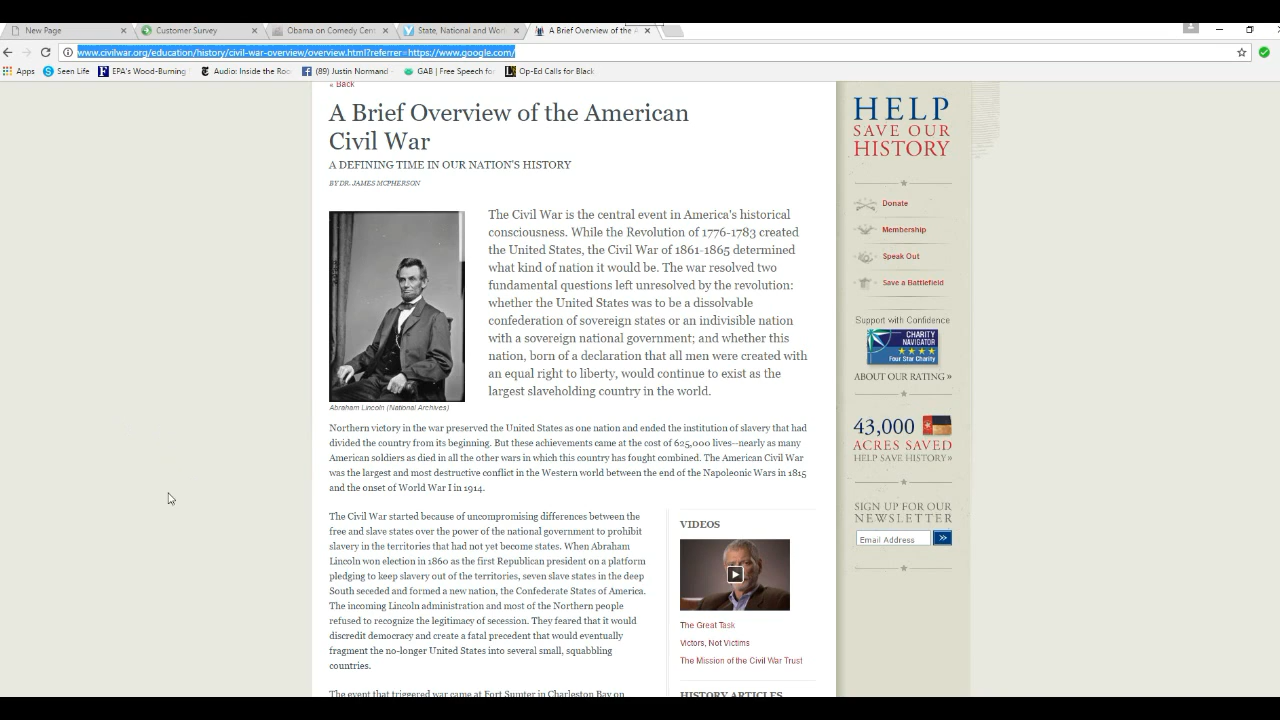 New Page
Customer Survey
Obama on Comedy Cen
State, National and Wor
A Brief Overview of the A
www.civilwar.org/education/history/civil-war-overview/overview.html?referrer=https://www.google.com/
Apps
Seen Life
EPA's Wood-Burning
Audio: Inside the Roo
(89) Justin Normand
GAB | Free Speech fo
Op-Ed Calls for Black
« Back
A Brief Overview of the American
Civil War
A DEFINING TIME IN OUR NATION'S HISTORY
BY DR. JAMES MCPHERSON
The Civil War is the central event in America's historical
consciousness. While the Revolution of 1776-1783 created
the United States, the Civil War of 1861-1865 determined
what kind of nation it would be. The war resolved two
fundamental questions left unresolved by the revolution:
whether the United States was to be a dissolvable
confederation of sovereign states or an indivisible nation
with a sovereign national government; and whether this
nation, born of a declaration that all men were created with
an equal right to liberty, would continue to exist as the
largest slaveholding country in the world.
Abraham Lincoln (National Archives)
Northern victory in the war preserved the United States as one nation and ended the institution of slavery that had
divided the country from its beginning. But these achievements came at the cost of 625,000 lives--nearly as many
American soldiers as died in all the other wars in which this country has fought combined. The American Civil War
was the largest and most destructive conflict in the Western world between the end of the Napoleonic Wars in 1815
and the onset of World War I in 1914.
The Civil War started because of uncompromising differences between the
free and slave states over the power of the national government to prohibit
slavery in the territories that had not yet become states. When Abraham
Lincoln won election in 1860 as the first Republican president on a platform
pledging to keep slavery out of the territories, seven slave states in the deep
South seceded and formed a new nation, the Confederate States of America.
The incoming Lincoln administration and most of the Northern people
refused to recognize the legitimacy of secession. They feared that it would
discredit democracy and create a fatal precedent that would eventually
fragment the no-longer United States into several small, squabbling
countries.
The event that triggered war came at Fort Sumter in Charleston Bay on
VIDEOS
The Great Task
Victors, Not Victims
The Mission of the Civil War Trust
HISTORY ARTICLES
HELP
SAVE OUR
HISTORY
Donate
Membership
Speak Out
Save a Battlefield
Support with Confidence
CHARITY
NAVIGATOR
Four Star Charity
ABOUT OUR RATING »
43,000
ACRES SAVED
HELP SAVE HISTORY»
SIGN UP FOR OUR
NEWSLETTER
Email Address
»